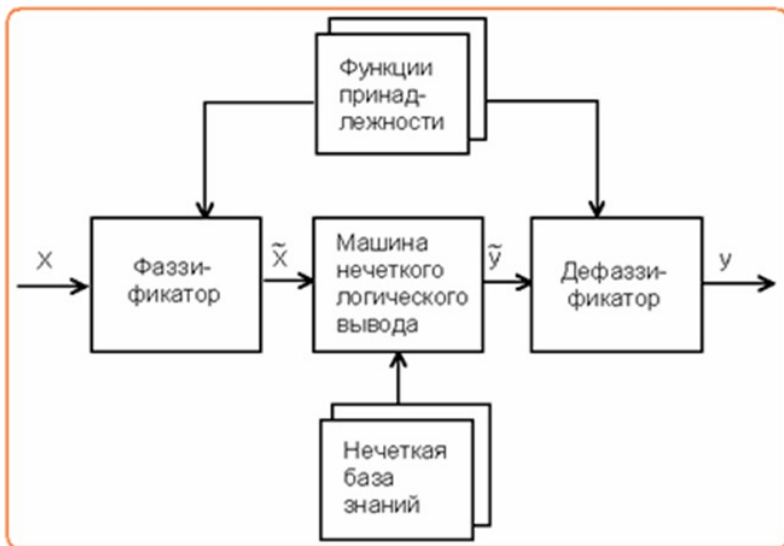 Функции
принад-
лежности
X
Фаззи-
фикатор
x̃
Машина
нечеткого
логического
вывода
ỹ
Дефаззи-
фикатор
y
Нечеткая
база
знаний